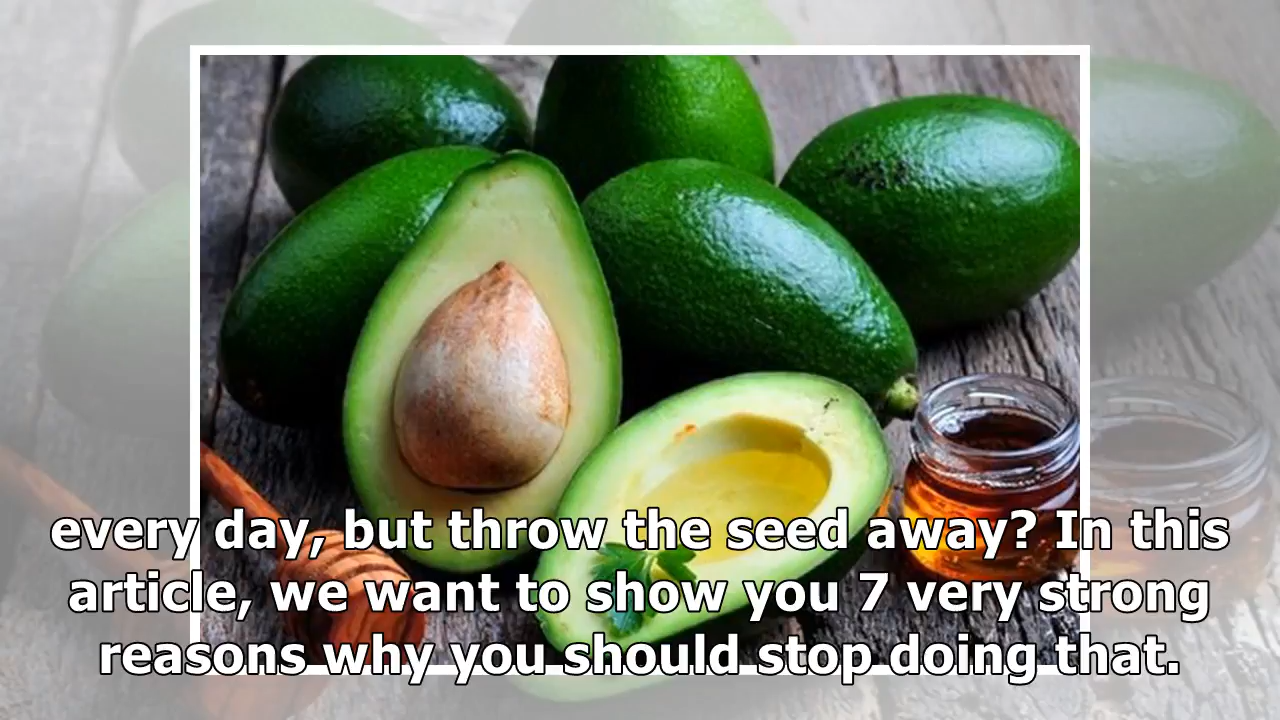 every day, but throw the seed away? In this
article, we want to show you 7 very strong
reasons why you should stop doing that.